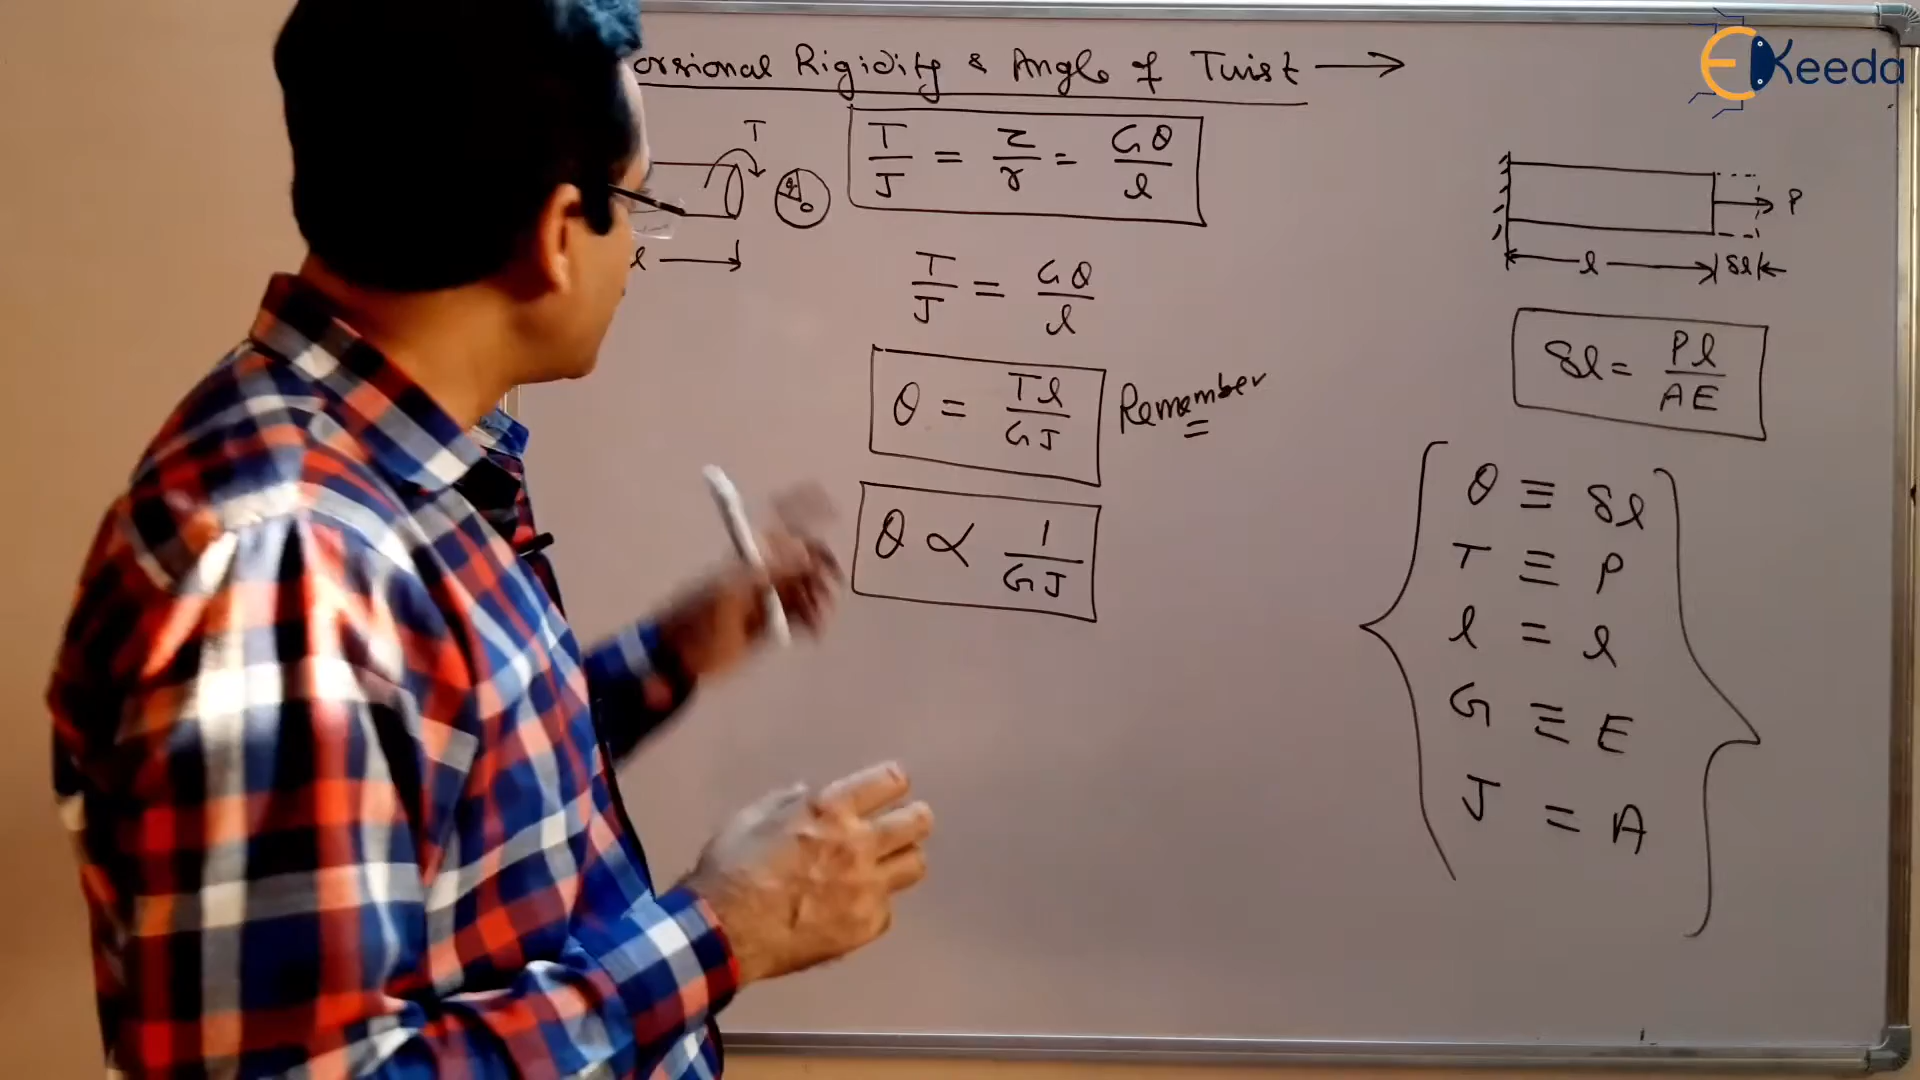 orsional Rigidity & Angle of Twist →
EKeeda
T
T/J = τ/r = Gθ/l
P
l
l
δl
T/J = Gθ/l
δl = Pl/AE
θ = Tl/GJ
Remember
θ ∝ 1/GJ
θ ≡ δl
T ≡ P
l = l
G ≡ E
J = A